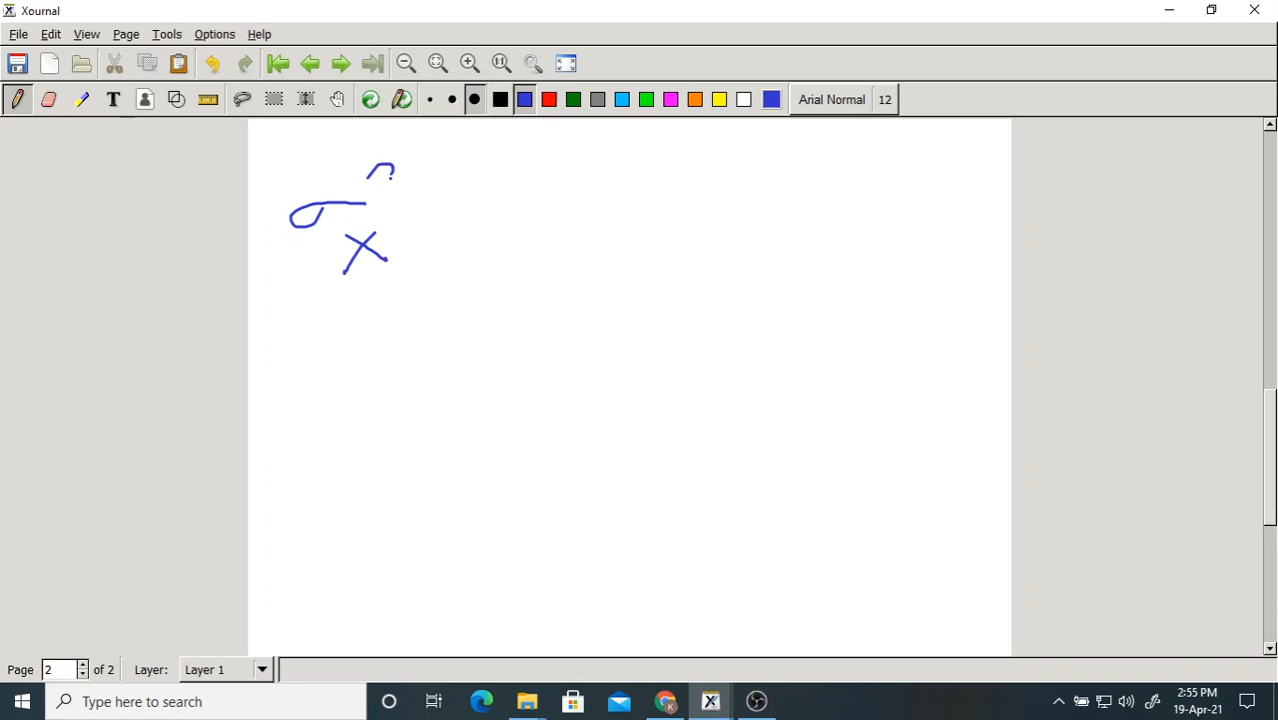 Xournal
File Edit View Page Tools Options Help
Arial Normal 12
σ
X
Page 2 of 2 Layer: Layer 1
Type here to search
2:55 PM
19-Apr-21